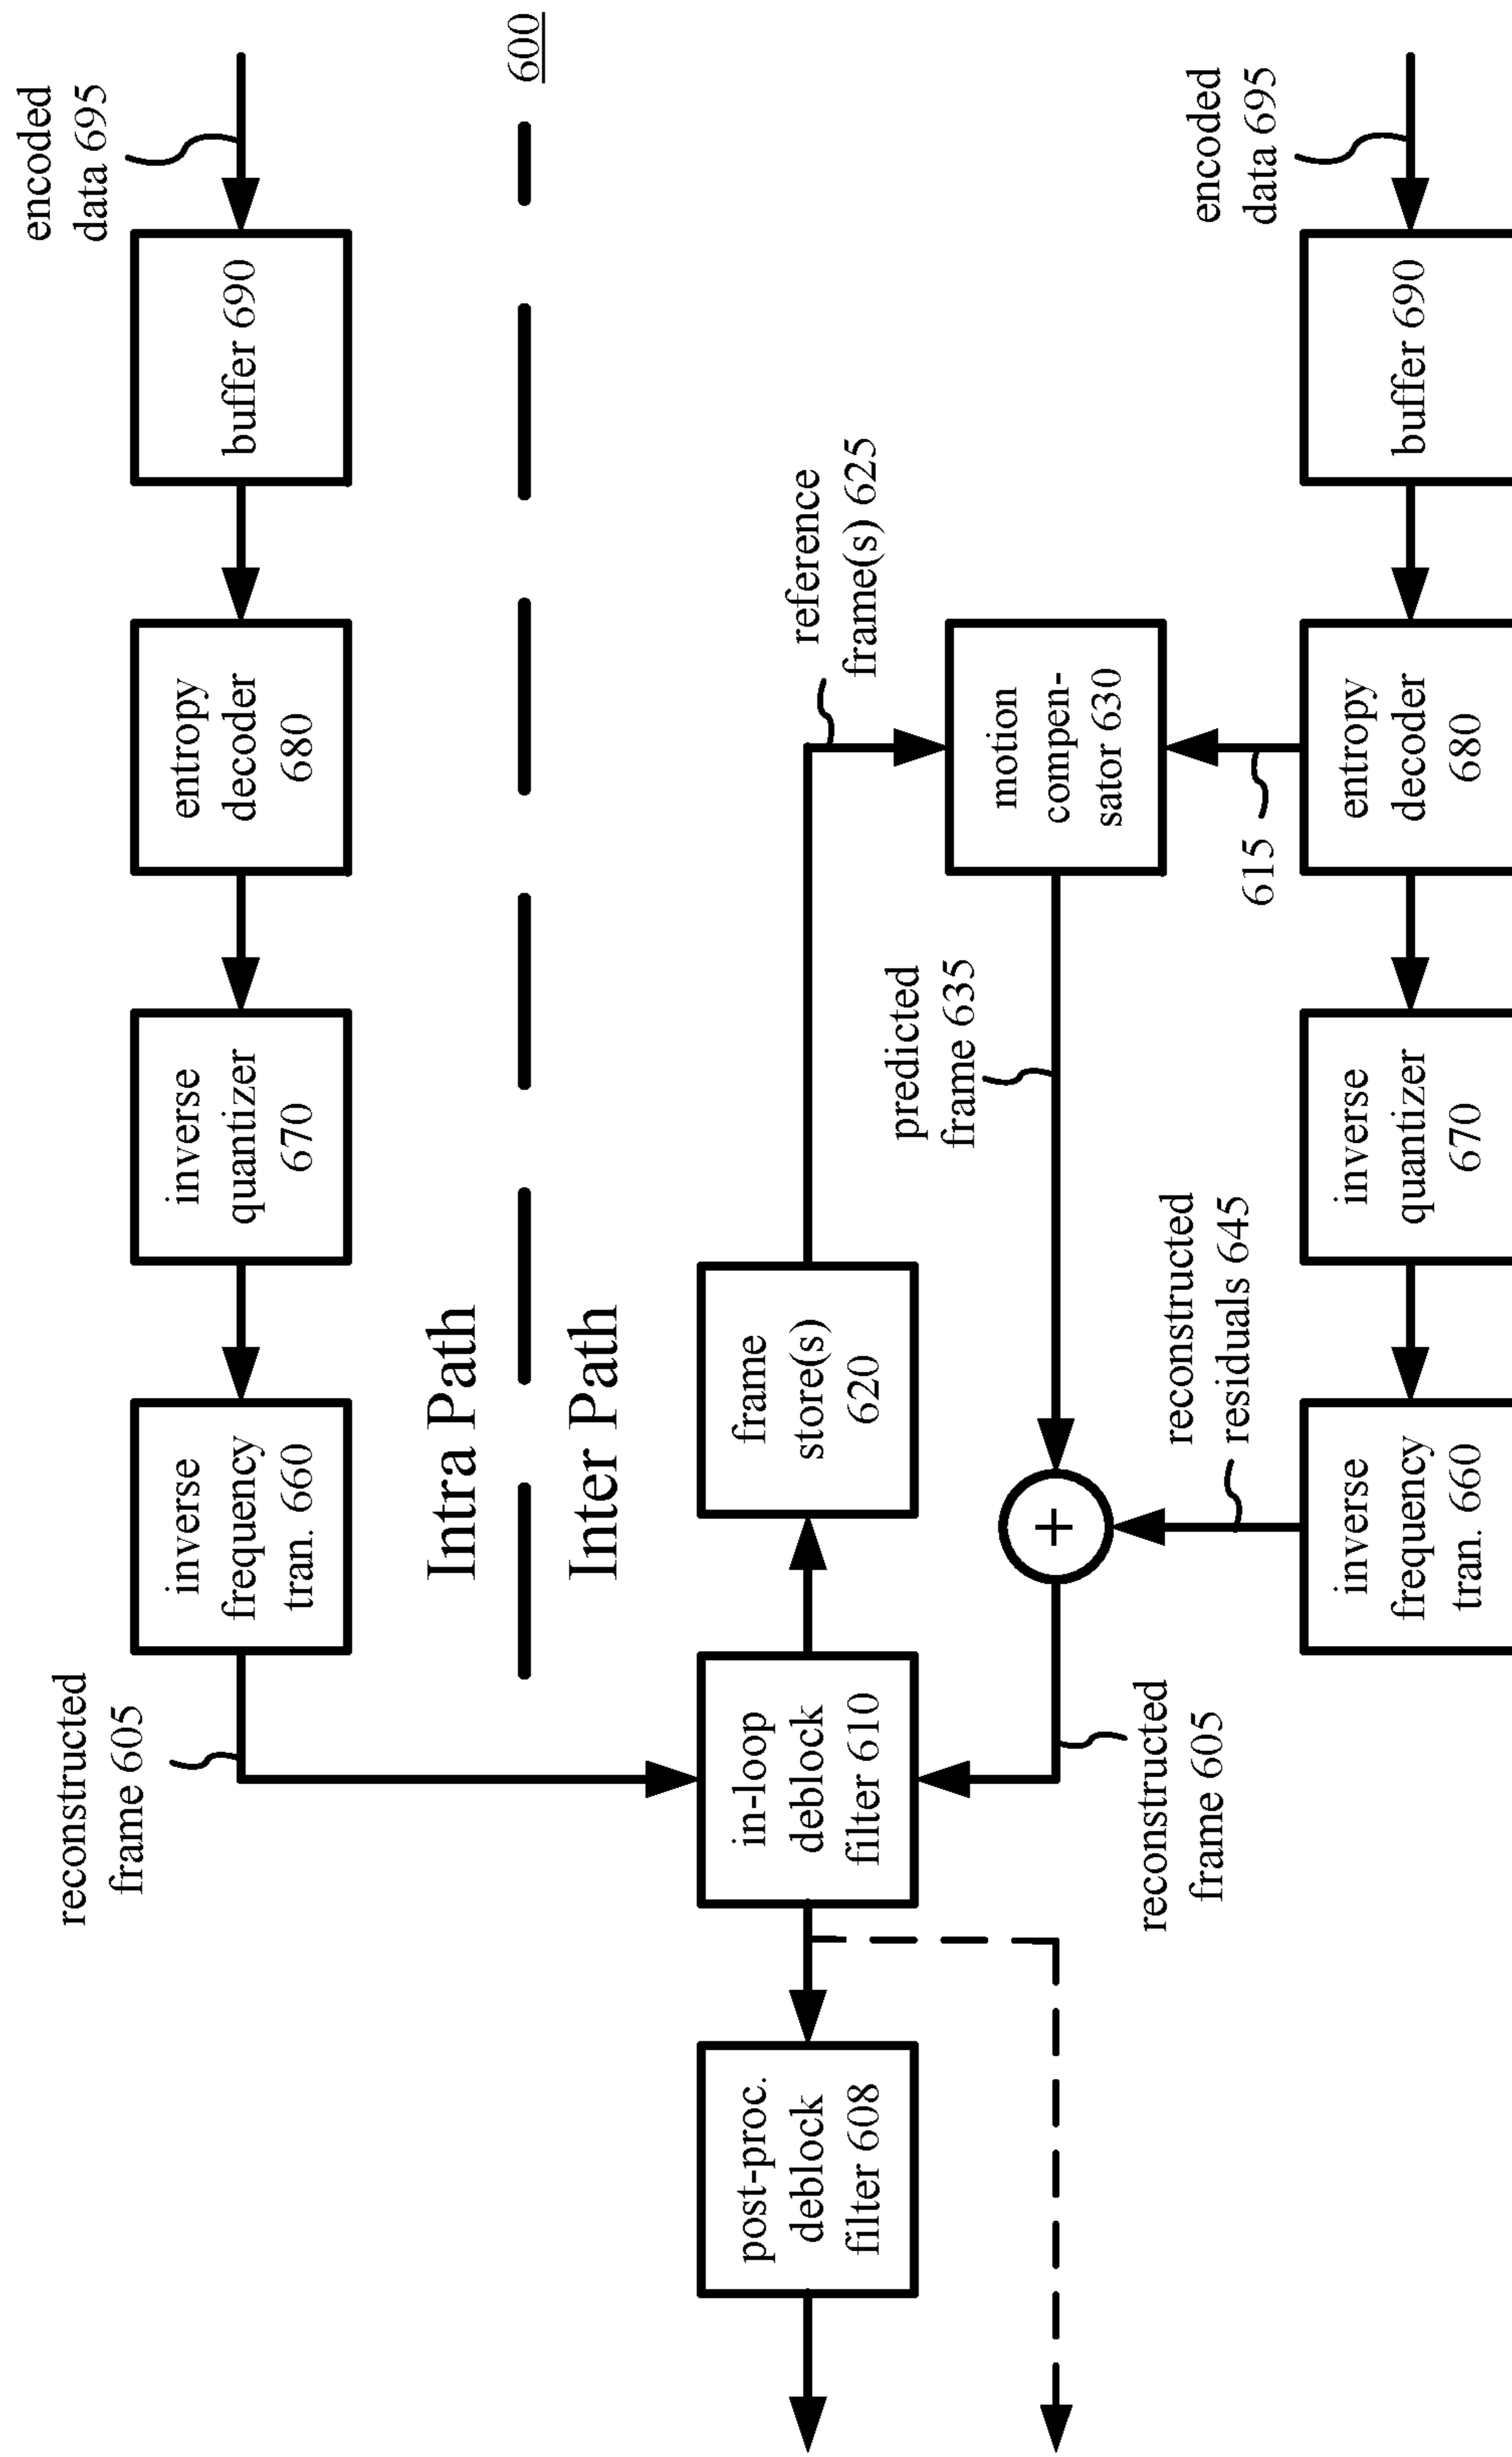 reconstructed
frame 605
inverse
frequency
tran. 660
inverse
quantizer
670
entropy
decoder
680
buffer 690
encoded
data 695
Intra Path
600
Inter Path
post-proc.
deblock
filter 608
in-loop
deblock
filter 610
frame
store(s)
620
reference
frame(s) 625
predicted
frame 635
motion
compen-
sator 630
+
reconstructed
frame 605
reconstructed
residuals 645
615
encoded
data 695
inverse
frequency
tran. 660
inverse
quantizer
670
entropy
decoder
680
buffer 690